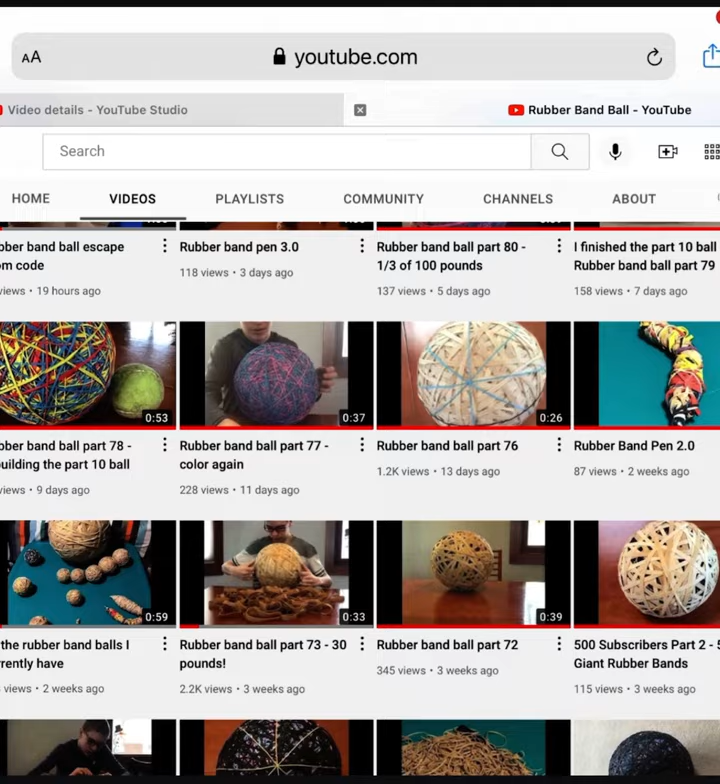 AA youtube.com
Video details - YouTube Studio
Rubber Band Ball - YouTube
Search
HOME VIDEOS PLAYLISTS COMMUNITY CHANNELS ABOUT
bber band ball escape
om code
views • 19 hours ago
Rubber band pen 3.0
118 views • 3 days ago
Rubber band ball part 80 -
1/3 of 100 pounds
137 views • 5 days ago
I finished the part 10 ball
Rubber band ball part 79
158 views • 7 days ago
0:53
bber band ball part 78 -
uilding the part 10 ball
views • 9 days ago
0:37
Rubber band ball part 77 -
color again
228 views • 11 days ago
0:26
Rubber band ball part 76
1.2K views • 13 days ago
Rubber Band Pen 2.0
87 views • 2 weeks ago
0:59
the rubber band balls I
rrently have
views • 2 weeks ago
0:33
Rubber band ball part 73 - 30
pounds!
2.2K views • 3 weeks ago
0:39
Rubber band ball part 72
345 views • 3 weeks ago
500 Subscribers Part 2 - 5
Giant Rubber Bands
115 views • 3 weeks ago